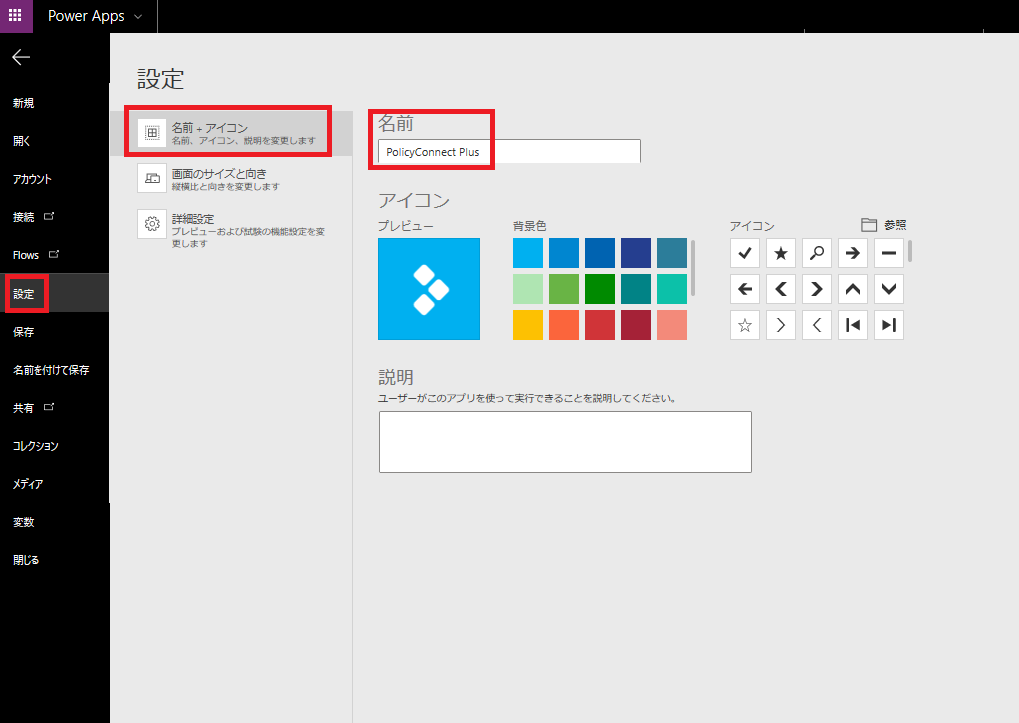 Power Apps
新規
開く
アカウント
接続
Flows
設定
保存
名前を付けて保存
共有
コレクション
メディア
変数
閉じる
設定
名前 + アイコン
名前、アイコン、説明を変更します
画面のサイズと向き
縦横比と向きを変更します
詳細設定
プレビューおよび試験の機能設定を変
更します
名前
PolicyConnect Plus
アイコン
プレビュー
背景色
アイコン
参照
説明
ユーザーがこのアプリを使って実行できることを説明してください。